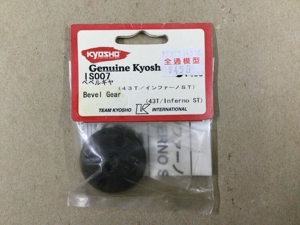 KYOSHO
全通模型
Genuine Kyosh
IS007
ベベルギヤ
(43T/インファーノST)
Bevel Gear
(43T/Inferno ST)
TEAM KYOSHO K INTERNATIONAL